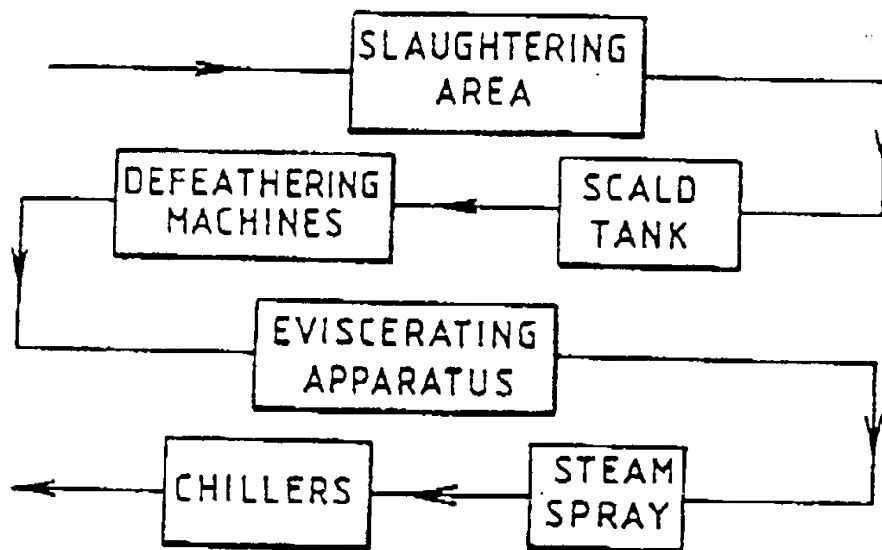 SLAUGHTERING
AREA
DEFEATHERING
MACHINES
SCALD
TANK
EVISCERATING
APPARATUS
CHILLERS
STEAM
SPRAY